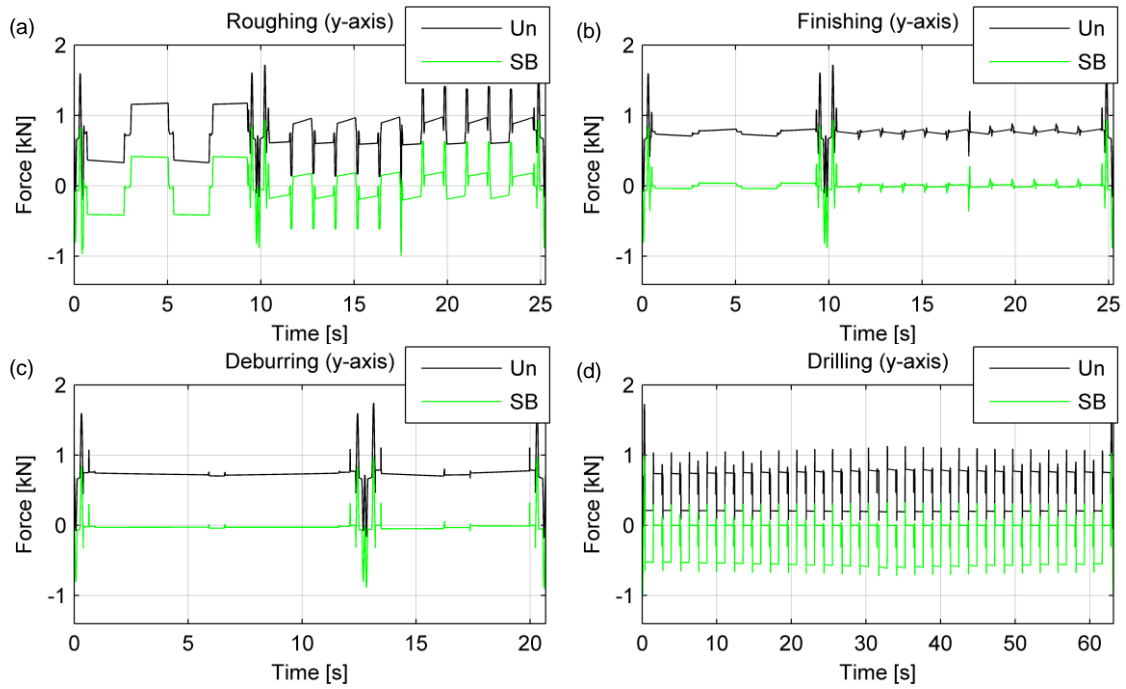 (a)
Roughing (y-axis)
Un
SB
Force [kN]
2
1
0
-1
0 5 10 15 20 25
Time [s]
(b)
Finishing (y-axis)
Un
SB
Force [kN]
2
1
0
-1
0 5 10 15 20 25
Time [s]
(c)
Deburring (y-axis)
Un
SB
Force [kN]
2
1
0
-1
0 5 10 15 20
Time [s]
(d)
Drilling (y-axis)
Un
SB
Force [kN]
2
1
0
-1
0 10 20 30 40 50 60
Time [s]